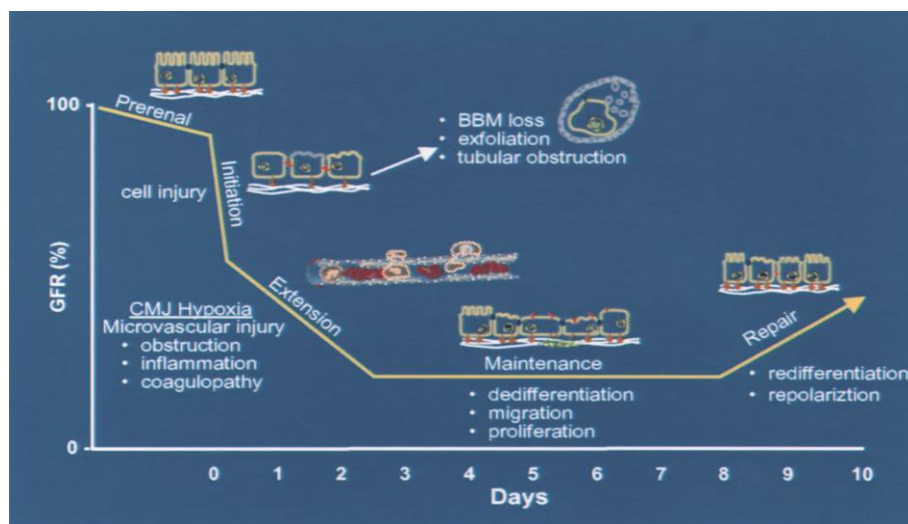 100
Prerenal
• BBM loss
• exfoliation
• tubular obstruction
Initiation
cell injury
GFR (%)
Extension
CMJ Hypoxia
Microvascular injury
• obstruction
• inflammation
• coagulopathy
Maintenance
• dedifferentiation
• migration
• proliferation
Repair
• redifferentiation
• repolariztion
0
0 1 2 3 4 5 6 7 8 9 10
Days